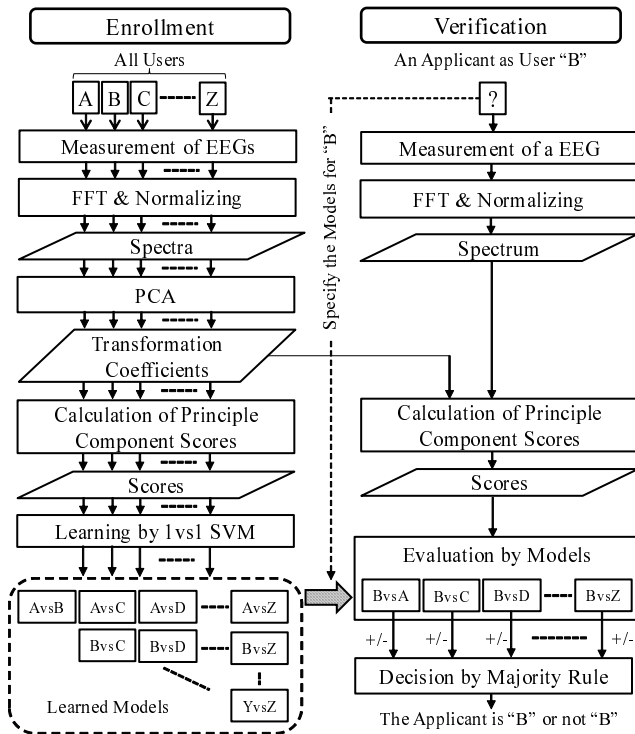 Enrollment
All Users
A B C Z
Measurement of EEGs
FFT & Normalizing
Spectra
PCA
Transformation
Coefficients
Calculation of Principle
Component Scores
Scores
Learning by 1vs1 SVM
AvsB AvsC AvsD AvsZ
BvsC BvsD BvsZ
YvsZ
Learned Models
Specify the Models for “B”
Verification
An Applicant as User “B”
?
Measurement of a EEG
FFT & Normalizing
Spectrum
Calculation of Principle
Component Scores
Scores
Evaluation by Models
BvsA BvsC BvsD BvsZ
+/- +/- +/- +/-
Decision by Majority Rule
The Applicant is “B” or not “B”